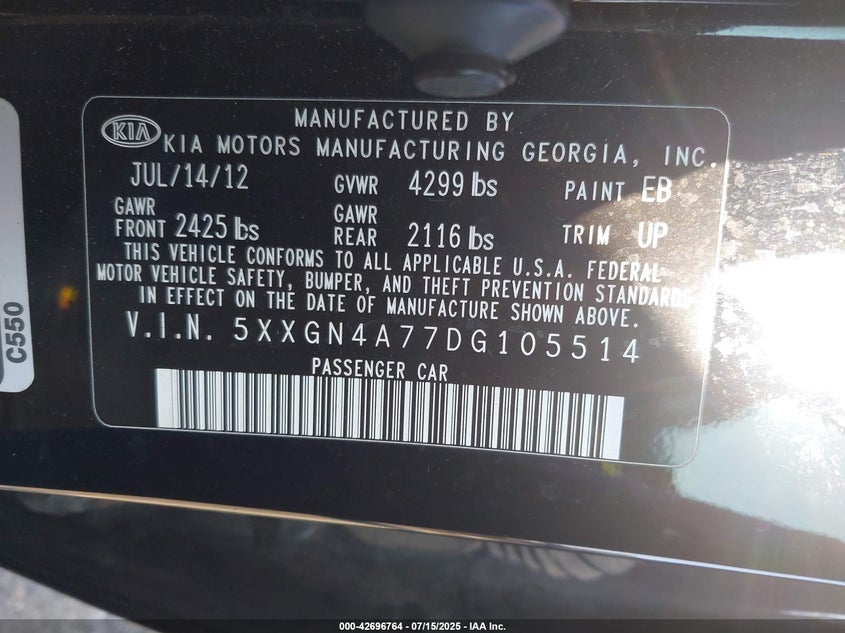 MANUFACTURED BY
KIA KIA MOTORS MANUFACTURING GEORGIA, INC.
JUL/14/12 GVWR 4299 lbs PAINT EB
GAWR FRONT 2425 lbs GAWR REAR 2116 lbs TRIM UP
THIS VEHICLE CONFORMS TO ALL APPLICABLE U.S.A. FEDERAL
MOTOR VEHICLE SAFETY, BUMPER, AND THEFT PREVENTION STANDARDS
IN EFFECT ON THE DATE OF MANUFACTURE SHOWN ABOVE.
V.I.N. 5XXGN4A77DG105514
PASSENGER CAR
C550
000-42696764 / 07/15/2025 - IAA Inc.